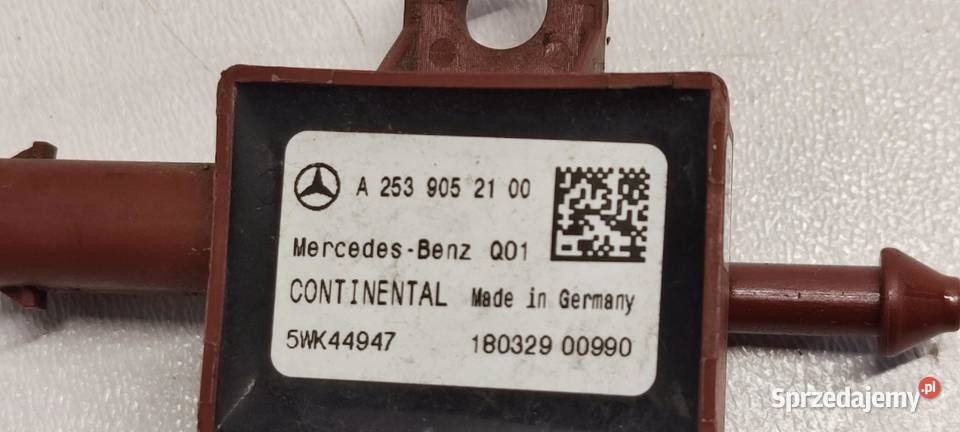 A 253 905 21 00
Mercedes-Benz Q01
CONTINENTAL Made in Germany
5WK44947 180329 00990
Sprzedajemy .pl